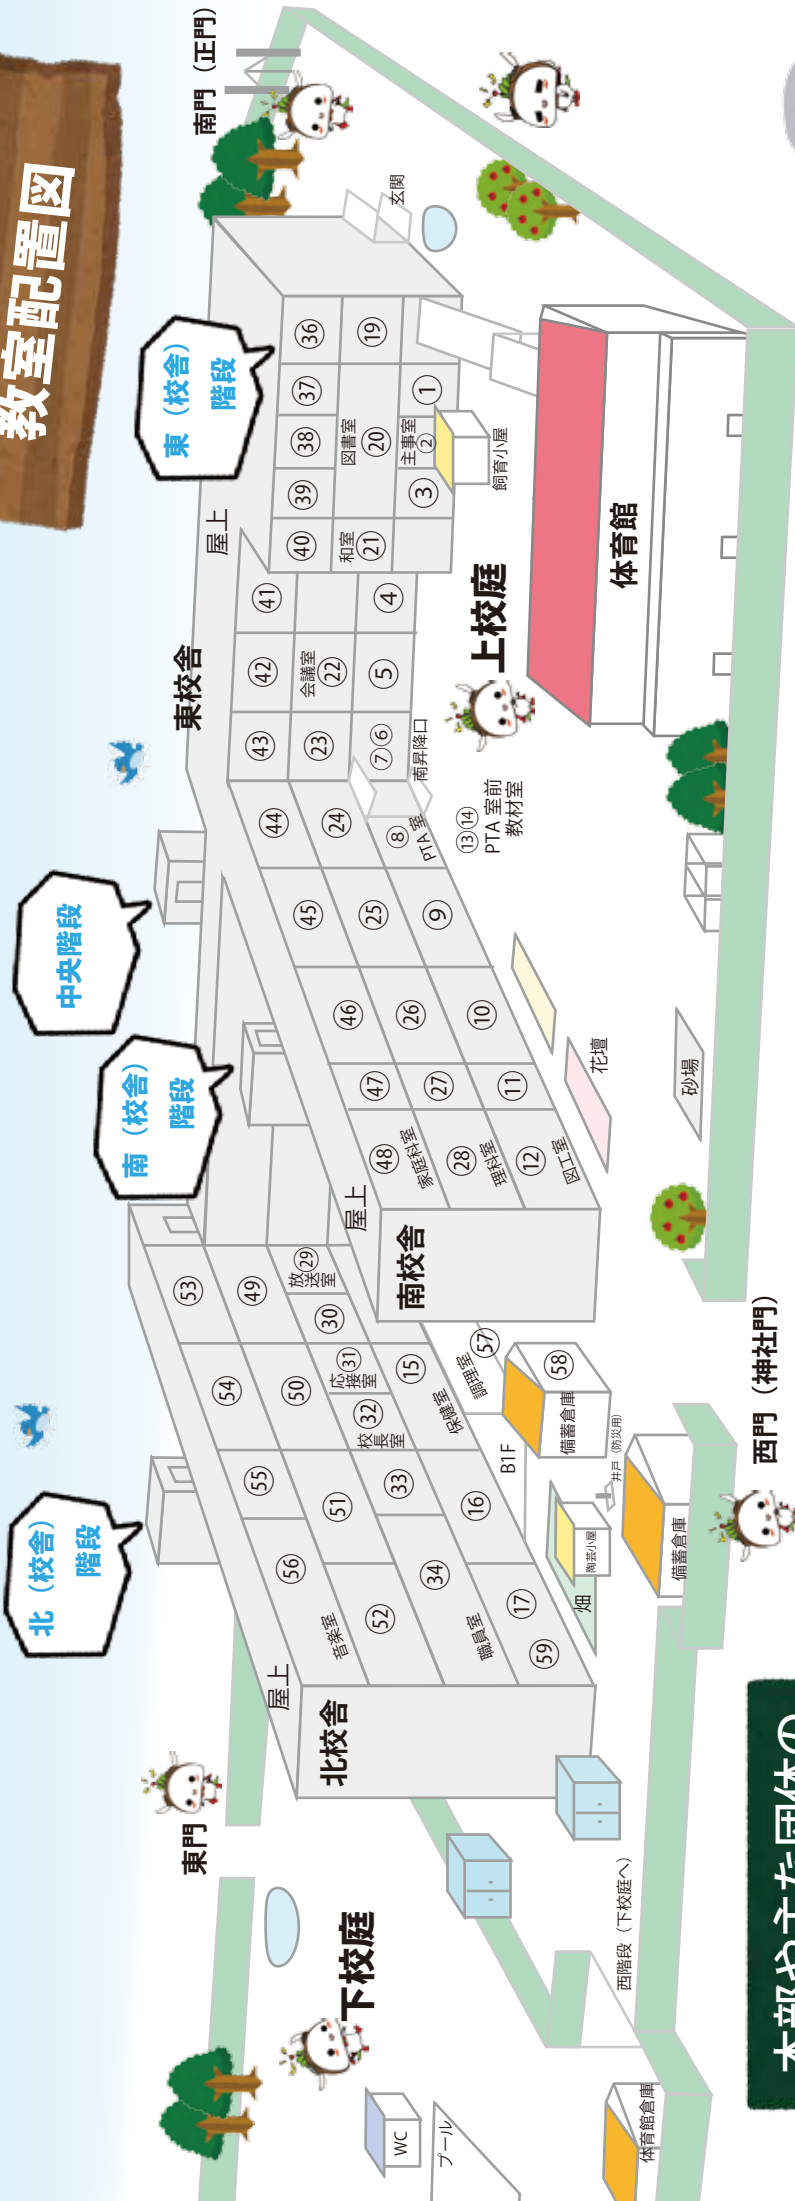 教室配置図
北（校舎）
階段
南（校舎）
階段
中央階段
東（校舎）
階段
南門（正門）
東門
屋上
東校舎
屋上
屋上
北校舎
南校舎
下校庭
上校庭
体育館
玄関
53
54
55
56
音楽室
49
50
51
52
29
放送室
30
31
応接室
32
校長室
33
34
職員室
15
保健室
16
17
59
57
調理室
B1F
58
備蓄倉庫
井戸（防災用）
備蓄倉庫
陶芸小屋
畑
44
45
46
47
48
家庭科室
24
25
26
27
28
理科室
8
PTA 室
9
10
11
12
図工室
41
42
43
会議室
22
23
4
5
7 6
南昇降口
13 14
PTA 室前
教材室
36
37
38
39
40
19
図書室
20
和室
21
1
主事室
2
3
飼育小屋
花壇
砂場
西門（神社門）
西階段（下校庭へ）
WC
プール
体育館倉庫